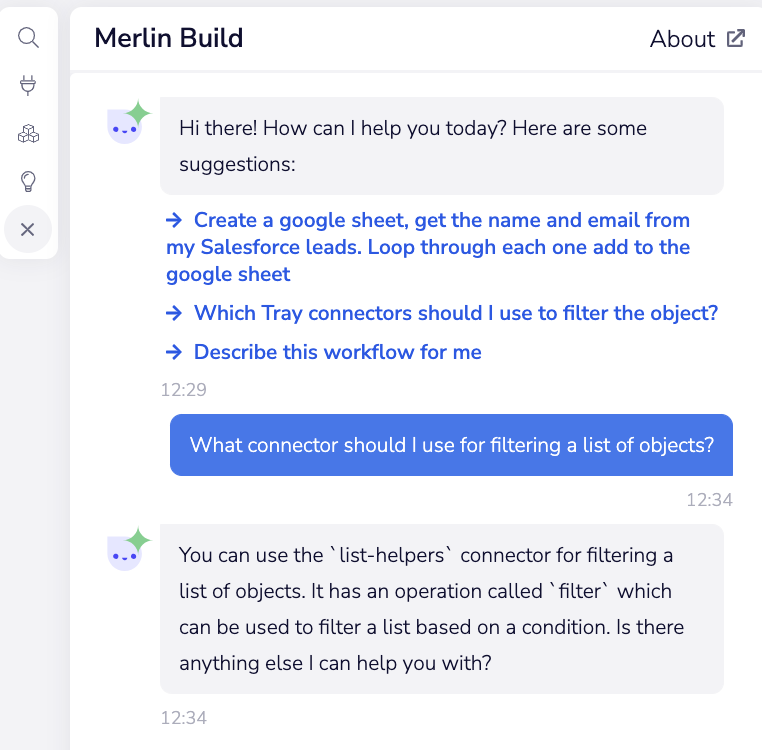 Merlin Build
About
Hi there! How can I help you today? Here are some
suggestions:
→ Create a google sheet, get the name and email from
my Salesforce leads. Loop through each one add to the
google sheet
→ Which Tray connectors should I use to filter the object?
→ Describe this workflow for me
12:29
What connector should I use for filtering a list of objects?
12:34
You can use the `list-helpers` connector for filtering a
list of objects. It has an operation called `filter` which
can be used to filter a list based on a condition. Is there
anything else I can help you with?
12:34